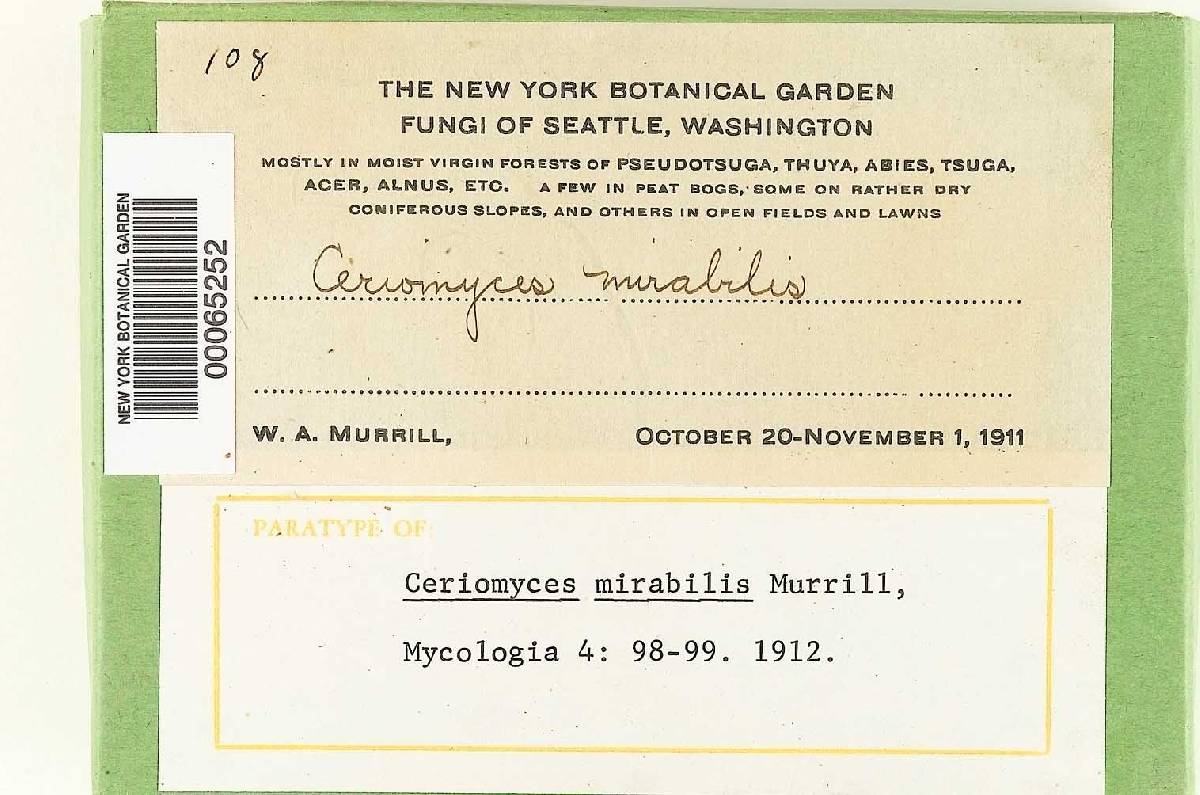 108
THE NEW YORK BOTANICAL GARDEN
FUNGI OF SEATTLE, WASHINGTON
MOSTLY IN MOIST VIRGIN FORESTS OF PSEUDOTSUGA, THUYA, ABIES, TSUGA,
ACER, ALNUS, ETC. A FEW IN PEAT BOGS, SOME ON RATHER DRY
CONIFEROUS SLOPES, AND OTHERS IN OPEN FIELDS AND LAWNS
NEW YORK BOTANICAL GARDEN
00065252
Ceriomyces mirabilis
W. A. MURRILL, OCTOBER 20-NOVEMBER 1, 1911
PARATYPE OF:
Ceriomyces mirabilis Murrill,
Mycologia 4: 98-99. 1912.